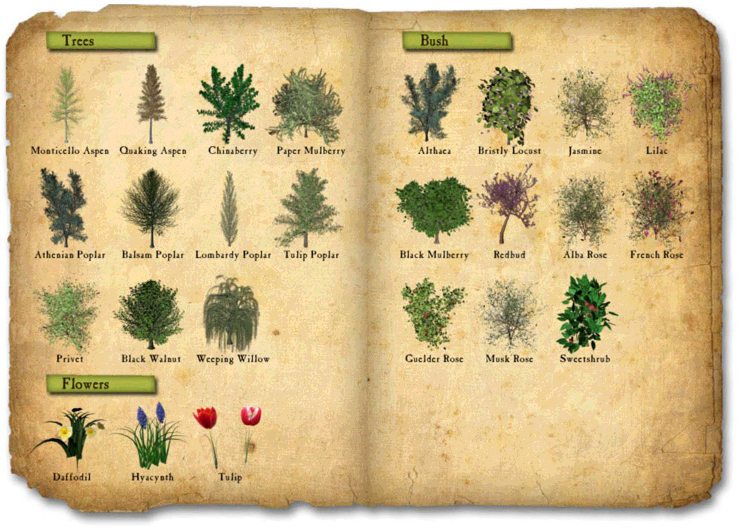 Trees
Monticello Aspen Quaking Aspen Chinaberry Paper Mulberry
Athenian Poplar Balsam Poplar Lombardy Poplar Tulip Poplar
Privet Black Walnut Weeping Willow
Flowers
Daffodil Hyacynth Tulip
Bush
Althaea Bristly Locust Jasmine Lilac
Black Mulberry Redbud Alba Rose French Rose
Guelder Rose Musk Rose Sweetshrub